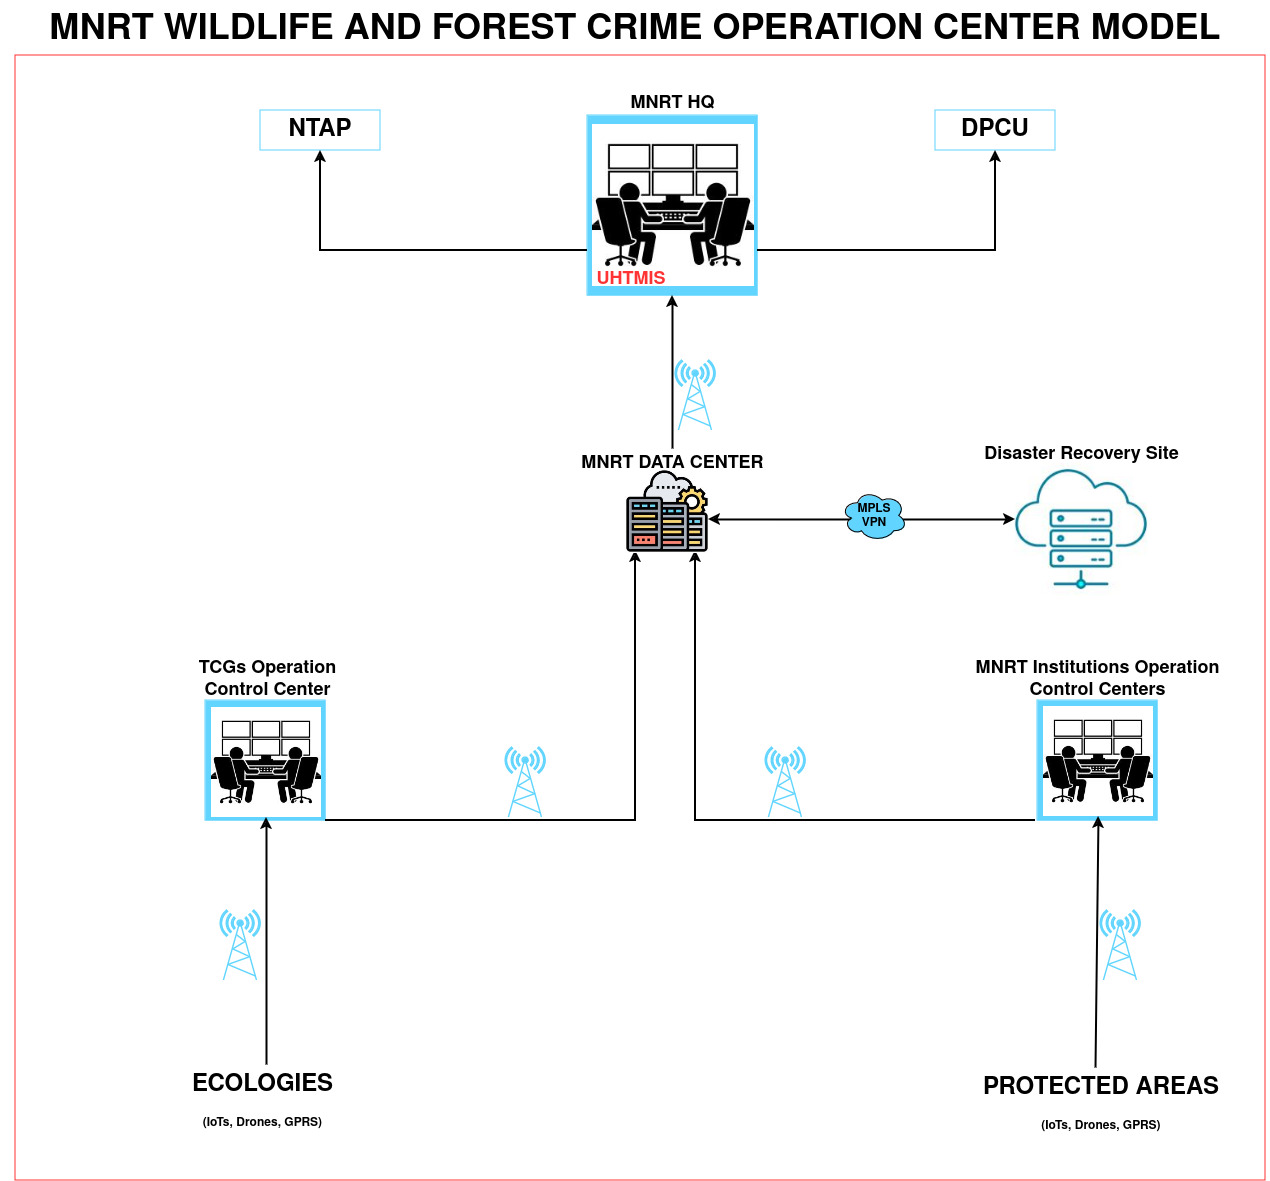 MNRT WILDLIFE AND FOREST CRIME OPERATION CENTER MODEL
MNRT HQ
NTAP
DPCU
UHTMIS
MNRT DATA CENTER
Disaster Recovery Site
MPLS
VPN
TCGs Operation
Control Center
MNRT Institutions Operation
Control Centers
ECOLOGIES
(IoTs, Drones, GPRS)
PROTECTED AREAS
(IoTs, Drones, GPRS)